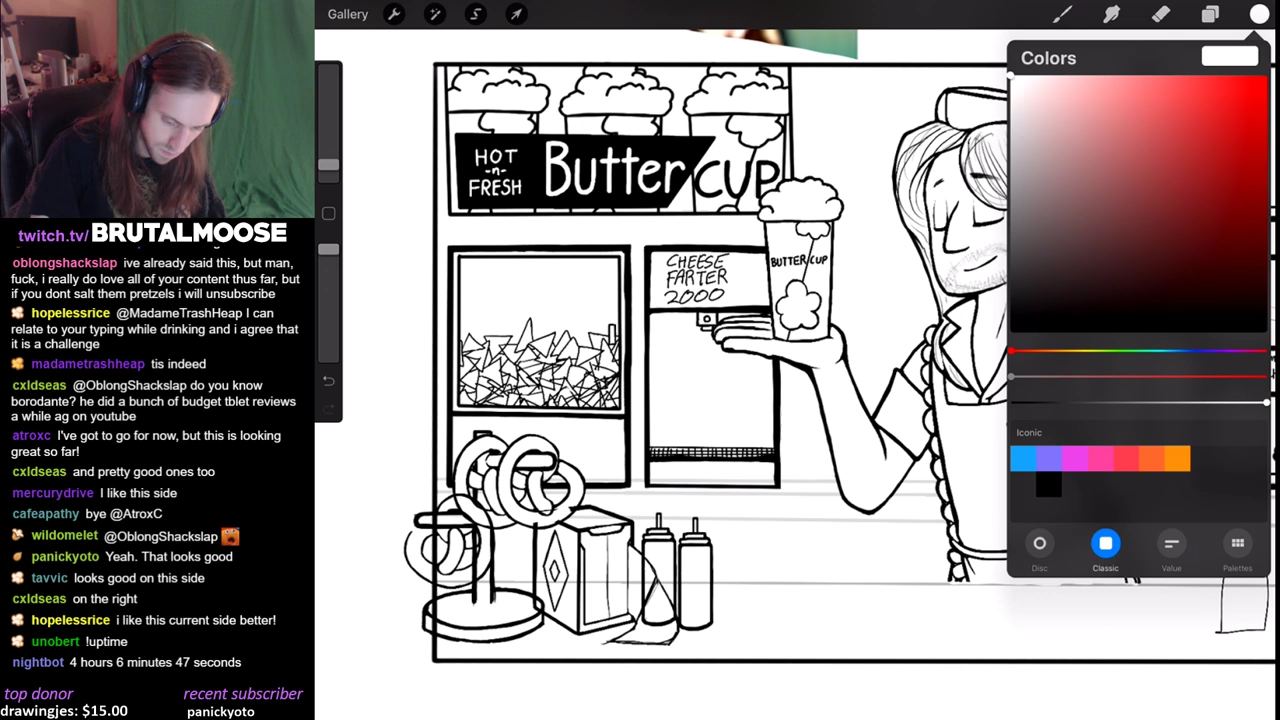 Gallery
Colors
HOT
-n-
FRESH
Butter CUP
CHEESE
FARTER
2000
BUTTER CUP
Iconic
Disc
Classic
Value
Palettes
twitch.tv/BRUTALMOOSE
oblongshackslap ive already said this, but man,
fuck, i really do love all of your content thus far, but
if you dont salt them pretzels i will unsubscribe
hopelessrice @MadameTrashHeap I can
relate to your typing while drinking and i agree that
it is a challenge
madametrashheap tis indeed
cxldseas @OblongShackslap do you know
borodante? he did a bunch of budget tblet reviews
a while ag on youtube
atroxc I've got to go for now, but this is looking
great so far!
cxldseas and pretty good ones too
mercurydrive I like this side
cafeapathy bye @AtroxC
wildomelet @OblongShackslap
panickyoto Yeah. That looks good
tavvic looks good on this side
cxldseas on the right
hopelessrice i like this current side better!
unobert !uptime
nightbot 4 hours 6 minutes 47 seconds
top donor
drawingjes: $15.00
recent subscriber
panickyoto